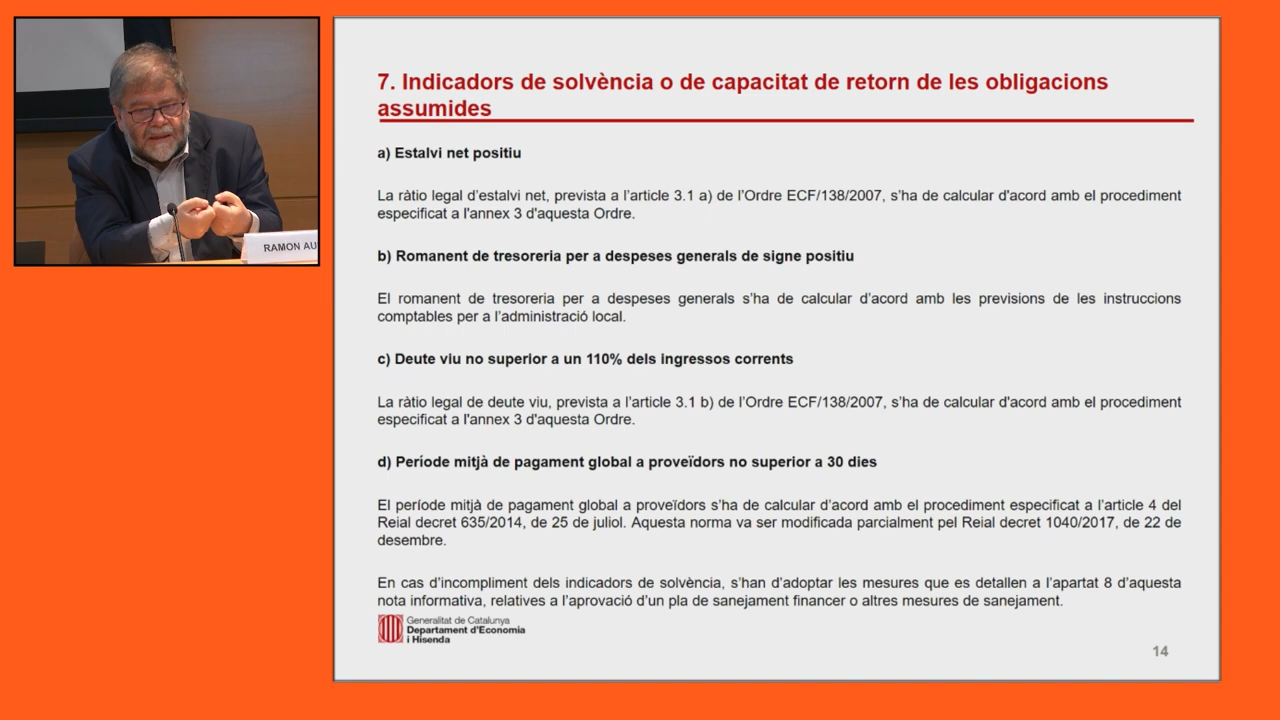 RAMON AU
7. Indicadors de solvència o de capacitat de retorn de les obligacions
assumides
a) Estalvi net positiu
La ràtio legal d’estalvi net, prevista a l’article 3.1 a) de l’Ordre ECF/138/2007, s’ha de calcular d'acord amb el procediment
especificat a l'annex 3 d'aquesta Ordre.
b) Romanent de tresoreria per a despeses generals de signe positiu
El romanent de tresoreria per a despeses generals s’ha de calcular d’acord amb les previsions de les instruccions
comptables per a l’administració local.
c) Deute viu no superior a un 110% dels ingressos corrents
La ràtio legal de deute viu, prevista a l’article 3.1 b) de l’Ordre ECF/138/2007, s’ha de calcular d'acord amb el procediment
especificat a l'annex 3 d'aquesta Ordre.
d) Període mitjà de pagament global a proveïdors no superior a 30 dies
El període mitjà de pagament global a proveïdors s’ha de calcular d’acord amb el procediment especificat a l’article 4 del
Reial decret 635/2014, de 25 de juliol. Aquesta norma va ser modificada parcialment pel Reial decret 1040/2017, de 22 de
desembre.
En cas d’incompliment dels indicadors de solvència, s’han d’adoptar les mesures que es detallen a l’apartat 8 d’aquesta
nota informativa, relatives a l’aprovació d’un pla de sanejament financer o altres mesures de sanejament.
Generalitat de Catalunya
Departament d’Economia
i Hisenda
14